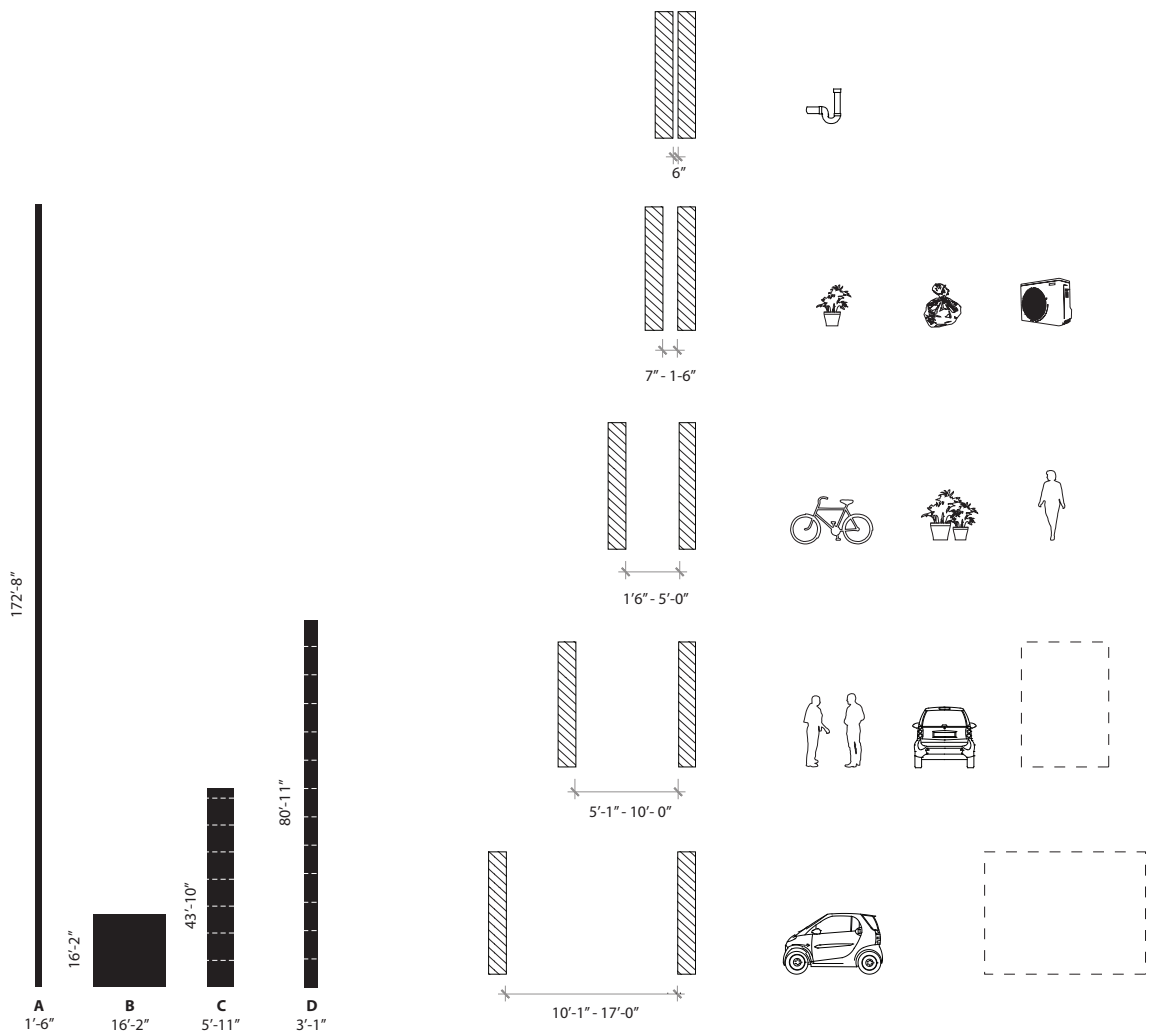 6”
7” - 1-6”
1’6” - 5’-0”
5’-1” - 10’- 0”
10’-1” - 17’-0”
172’-8”
16’-2”
43’-10”
80’-11”
A
B
C
D
1’-6”
16’-2”
5’-11”
3’-1”